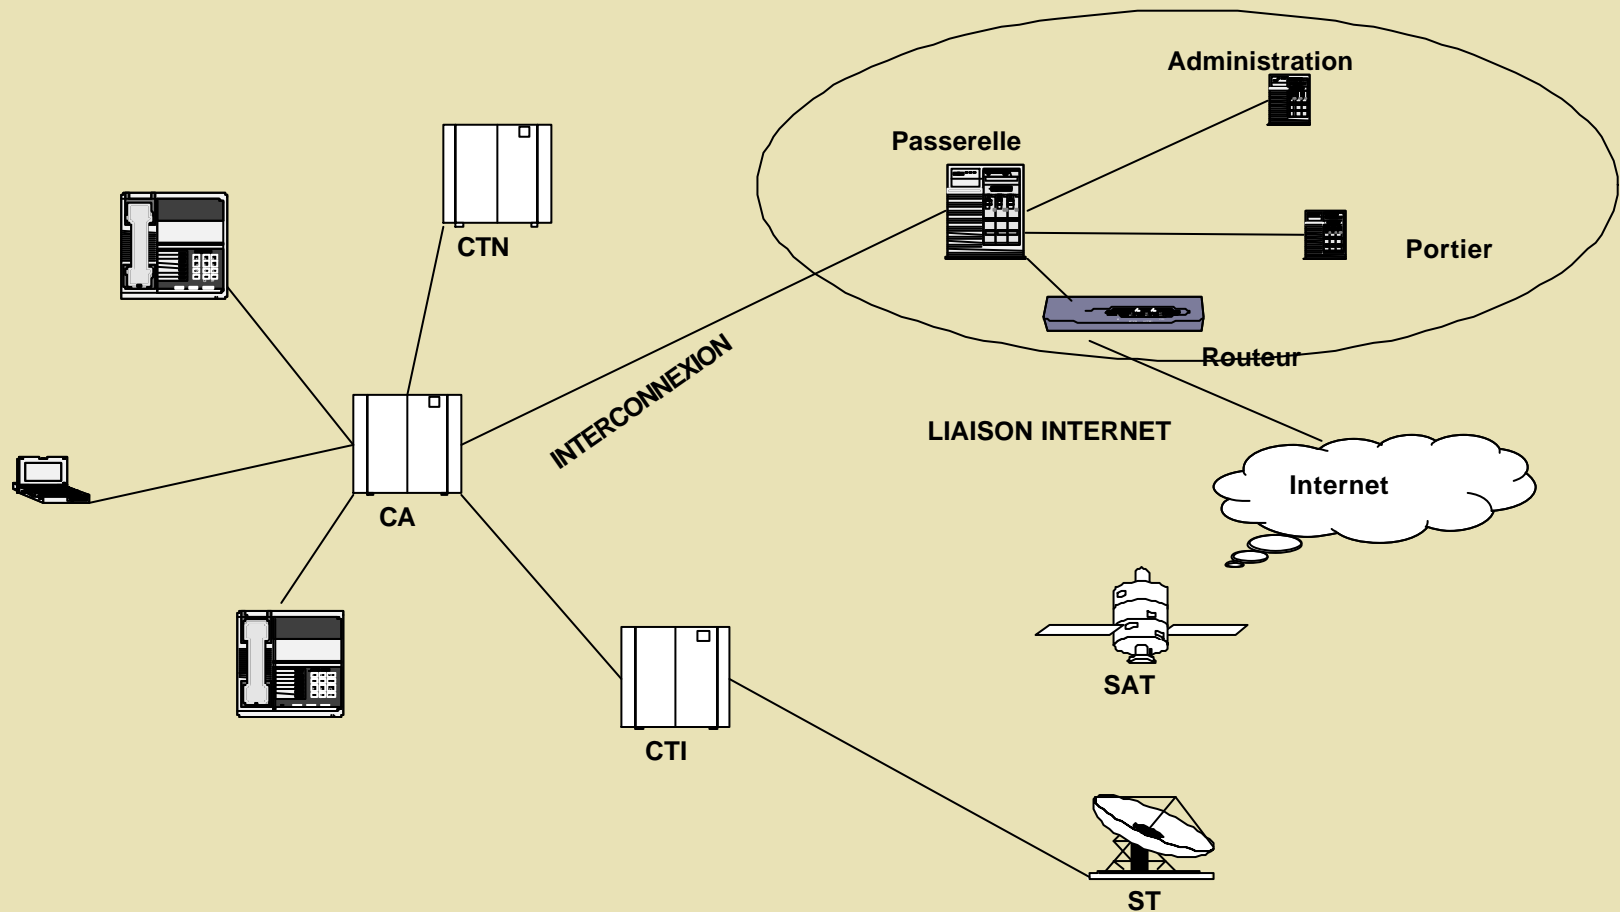 Administration
Passerelle
CTN
Portier
Routeur
INTERCONNEXION
LIAISON INTERNET
Internet
CA
SAT
CTI
ST